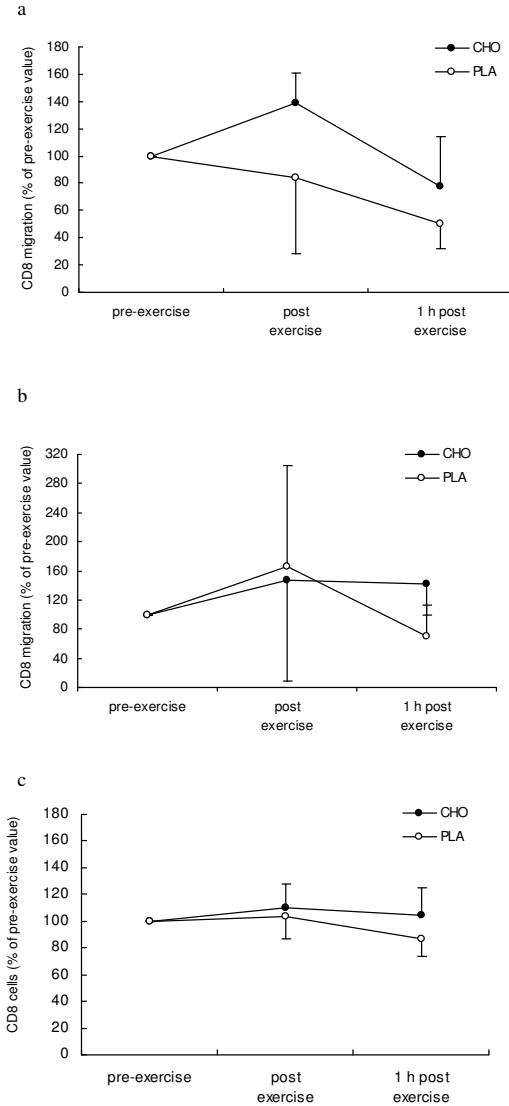 a
180
160
140
120
100
80
60
40
20
0
CD8 migration (% of pre-exercise value)
CHO
PLA
pre-exercise
post
exercise
1 h post
exercise
b
320
280
240
200
160
120
80
40
0
CD8 migration (% of pre-exercise value)
CHO
PLA
pre-exercise
post
exercise
1 h post
exercise
c
180
160
140
120
100
80
60
40
20
0
CD8 cells (% of pre-exercise value)
CHO
PLA
pre-exercise
post
exercise
1 h post
exercise